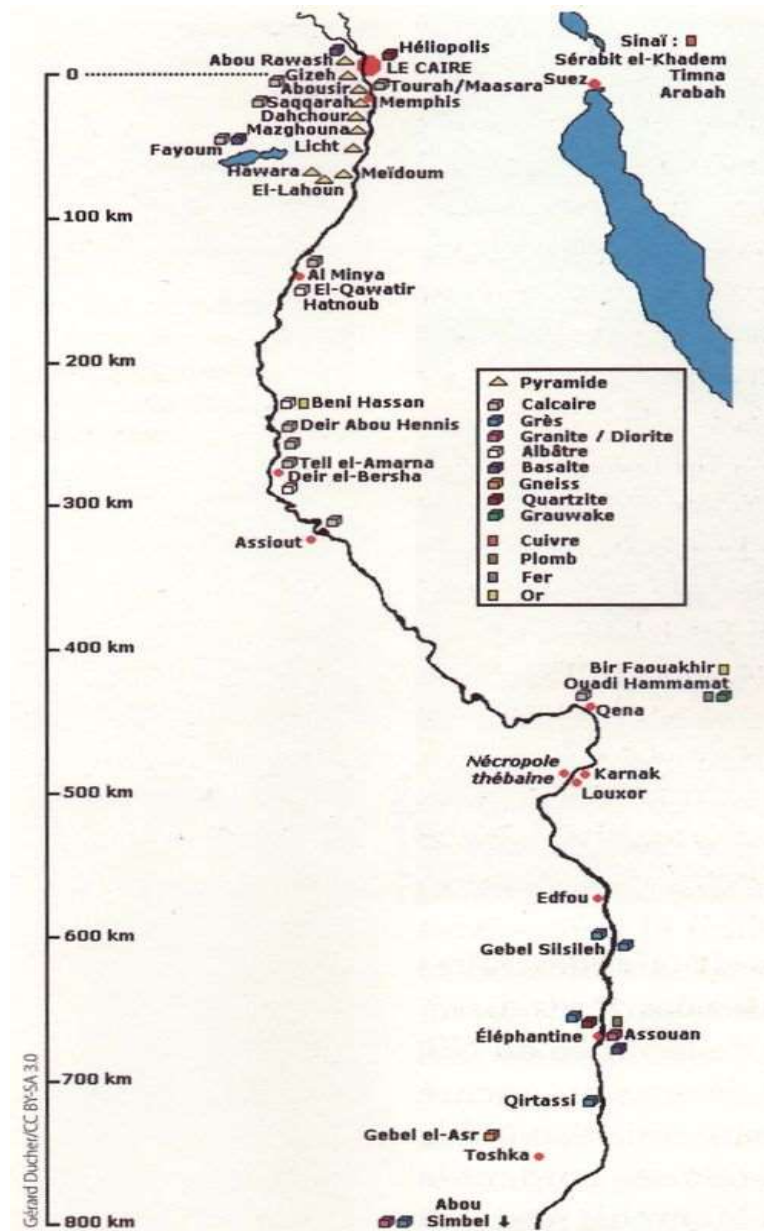 Héliopolis
Abou Rawash
LE CAIRE
0
Gizeh
Tourah/Maasara
Abousir
Saqqarah
Memphis
Dahchour
Mazghouna
Fayoum
Licht
Hawara
Meïdoum
El-Lahoun
Sinaï :
Sérabit el-Khadem
Timna
Suez
Arabah
100 km
Al Minya
El-Qawatir
Hatnoub
200 km
Beni Hassan
Deir Abou Hennis
Tell el-Amarna
Deir el-Bersha
300 km
Assiout
Pyramide
Calcaire
Grès
Granite / Diorite
Albâtre
Basalte
Gneiss
Quartzite
Grauwake
Cuivre
Plomb
Fer
Or
400 km
Bir Faouakhir
Ouadi Hammamat
Qena
Nécropole
thébaine
Karnak
Louxor
500 km
Edfou
600 km
Gebel Silsileh
Éléphantine
Assouan
700 km
Qirtassi
Gebel el-Asr
Toshka
800 km
Abou
Simbel
Gérard Ducher/CC BY-SA 3.0